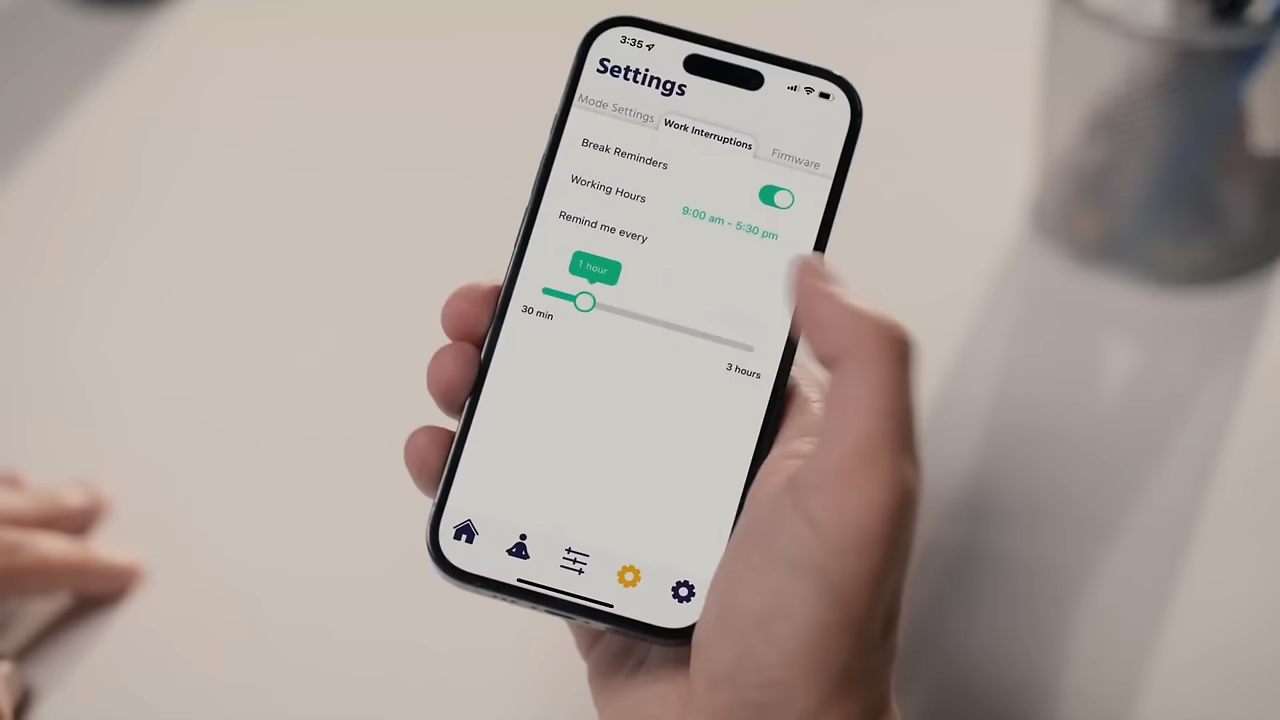 3:35
Settings
Mode Settings
Work Interruptions
Firmware
Break Reminders
Working Hours
9:00 am - 5:30 pm
Remind me every
1 hour
30 min
3 hours